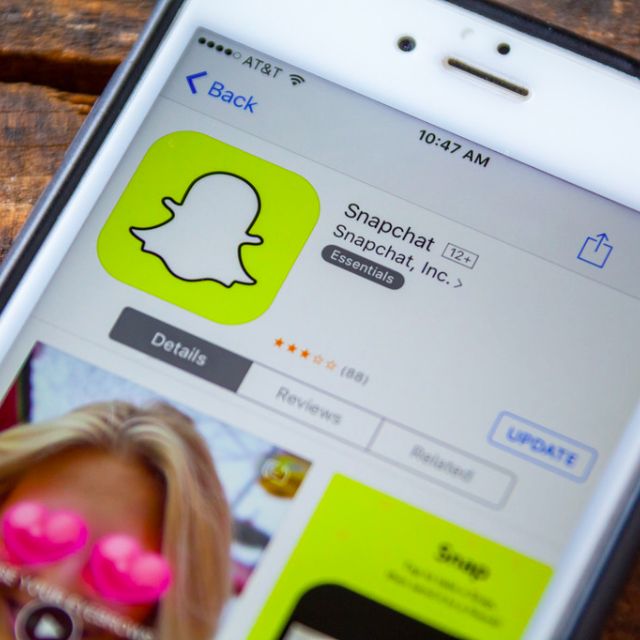 AT&T
Back
10:47 AM
Snapchat 12+
Snapchat, Inc. >
Essentials
(88)
Details
Reviews
Related
UPDATE
Snap